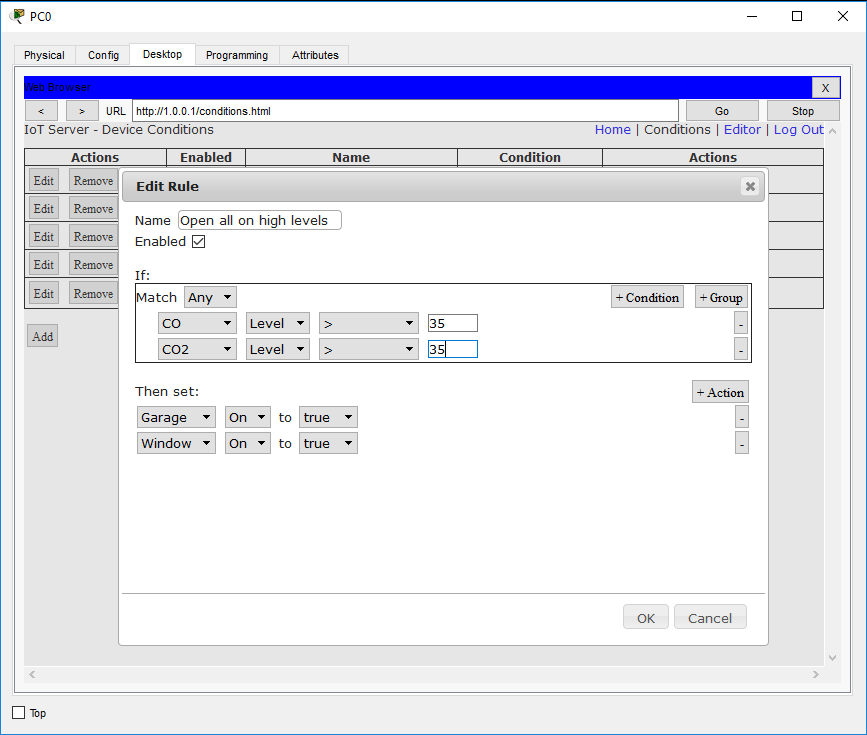 PC0
Physical Config Desktop Programming Attributes
Web Browser X
< > URL http://1.0.0.1/conditions.html Go Stop
IoT Server - Device Conditions Home | Conditions | Editor | Log Out
Actions Enabled Name Condition Actions
Edit Remove
Edit Rule
Edit Remove
Name Open all on high levels
Edit Remove
Enabled
Edit Remove
If:
Edit Remove
Match Any + Condition + Group
CO Level > 35 -
Add
CO2 Level > 35 -
Then set: + Action
Garage On to true -
Window On to true -
OK Cancel
Top